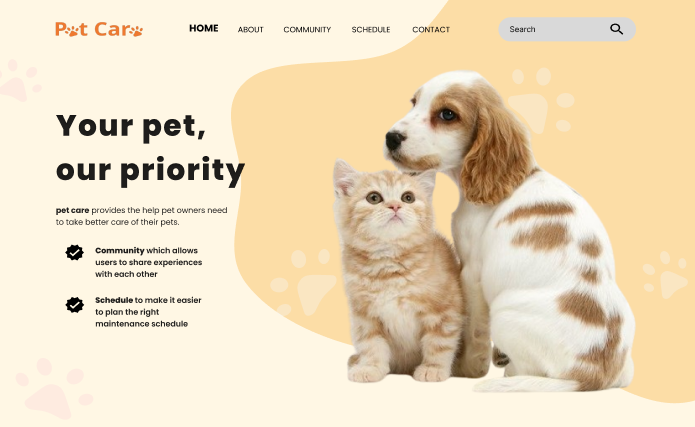 Pet Care
HOME
ABOUT
COMMUNITY
SCHEDULE
CONTACT
Search
Your pet,
our priority
pet care provides the help pet owners need
to take better care of their pets.
Community which allows
users to share experiences
with each other
Schedule to make it easier
to plan the right
maintenance schedule